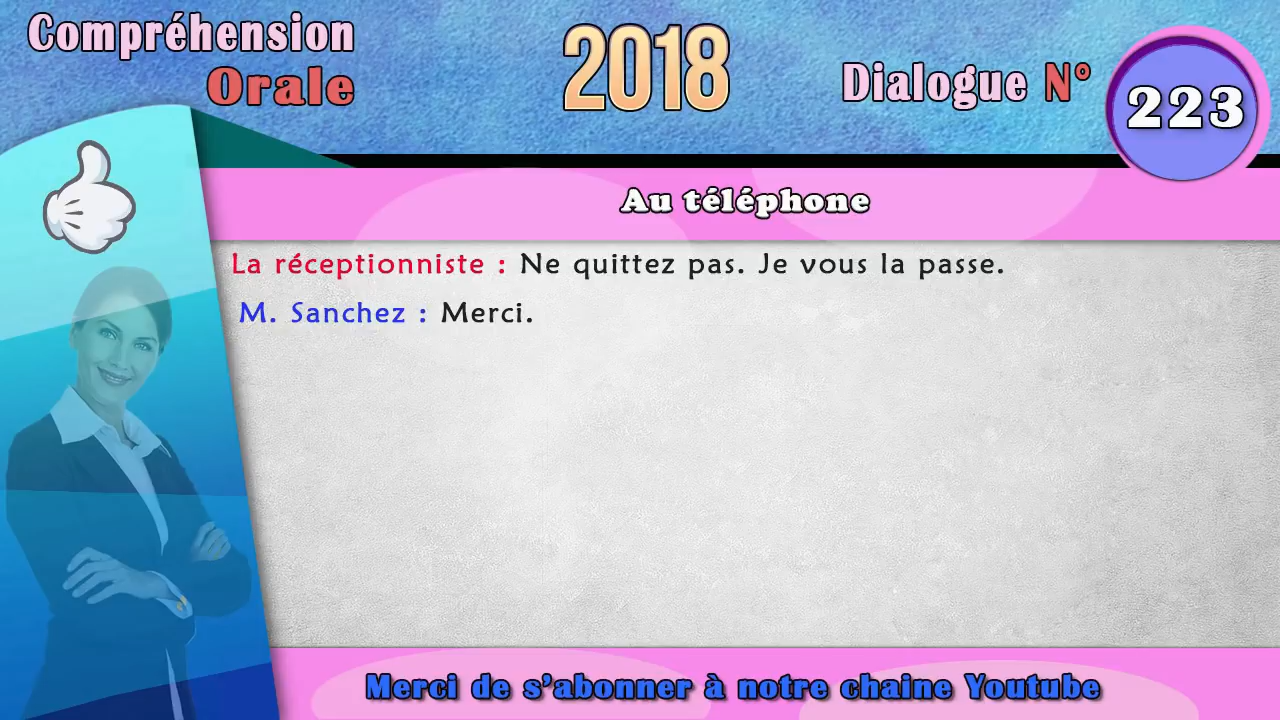 Compréhension
Orale
2018
Dialogue N°
223
Au téléphone
La réceptionniste : Ne quittez pas. Je vous la passe.
M. Sanchez : Merci.
Merci de s’abonner à notre chaine Youtube